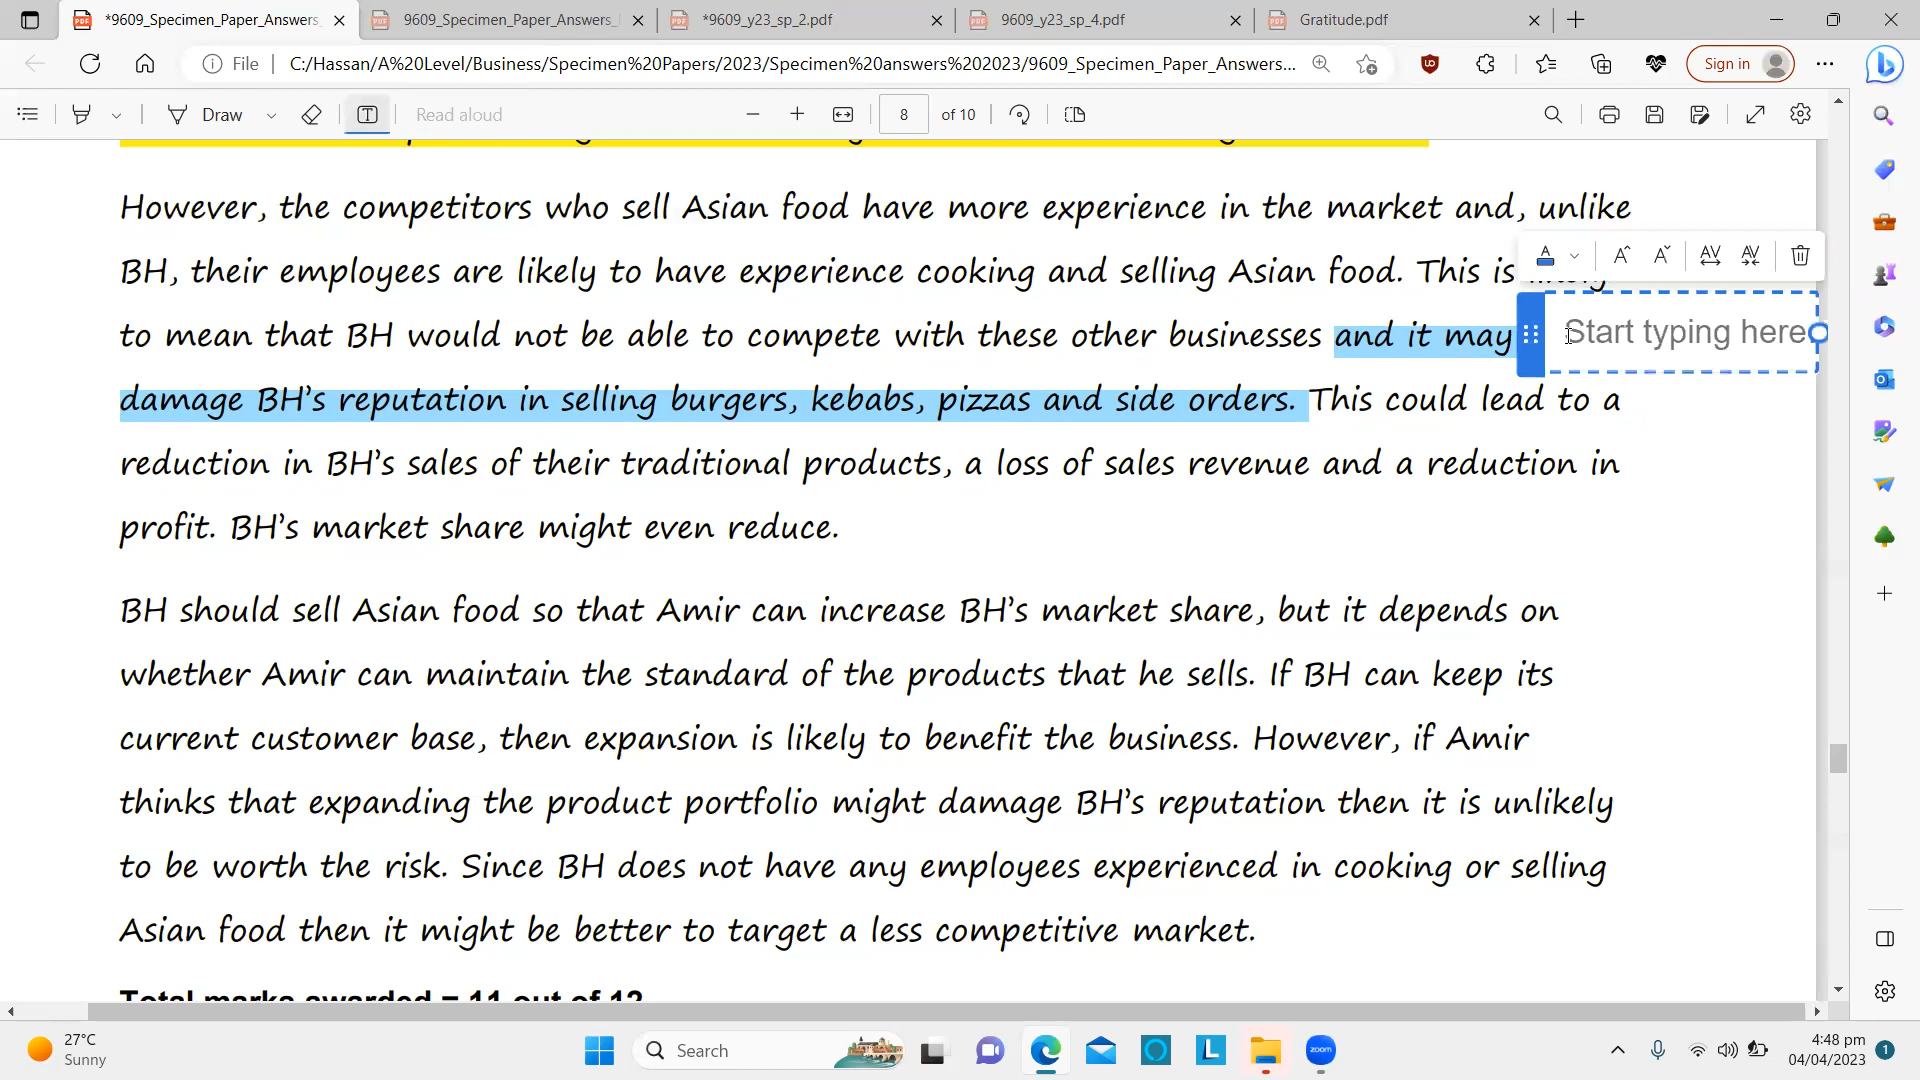 *9609_Specimen_Paper_Answers_
9609_Specimen_Paper_Answers_
*9609_y23_sp_2.pdf
9609_y23_sp_4.pdf
Gratitude.pdf
File
C:/Hassan/A%20Level/Business/Specimen%20Papers/2023/Specimen%20answers%202023/9609_Specimen_Paper_Answers...
Sign in
Draw
Read aloud
8
of 10
However, the competitors who sell Asian food have more experience in the market and, unlike
BH, their employees are likely to have experience cooking and selling Asian food. This is likely
to mean that BH would not be able to compete with these other businesses and it may
Start typing here
damage BH's reputation in selling burgers, kebabs, pizzas and side orders. This could lead to a
reduction in BH's sales of their traditional products, a loss of sales revenue and a reduction in
profit. BH's market share might even reduce.
BH should sell Asian food so that Amir can increase BH's market share, but it depends on
whether Amir can maintain the standard of the products that he sells. If BH can keep its
current customer base, then expansion is likely to benefit the business. However, if Amir
thinks that expanding the product portfolio might damage BH's reputation then it is unlikely
to be worth the risk. Since BH does not have any employees experienced in cooking or selling
Asian food then it might be better to target a less competitive market.
Total marks awarded = 11 out of 12
27°C
Sunny
Search
zoom
4:48 pm
04/04/2023
1